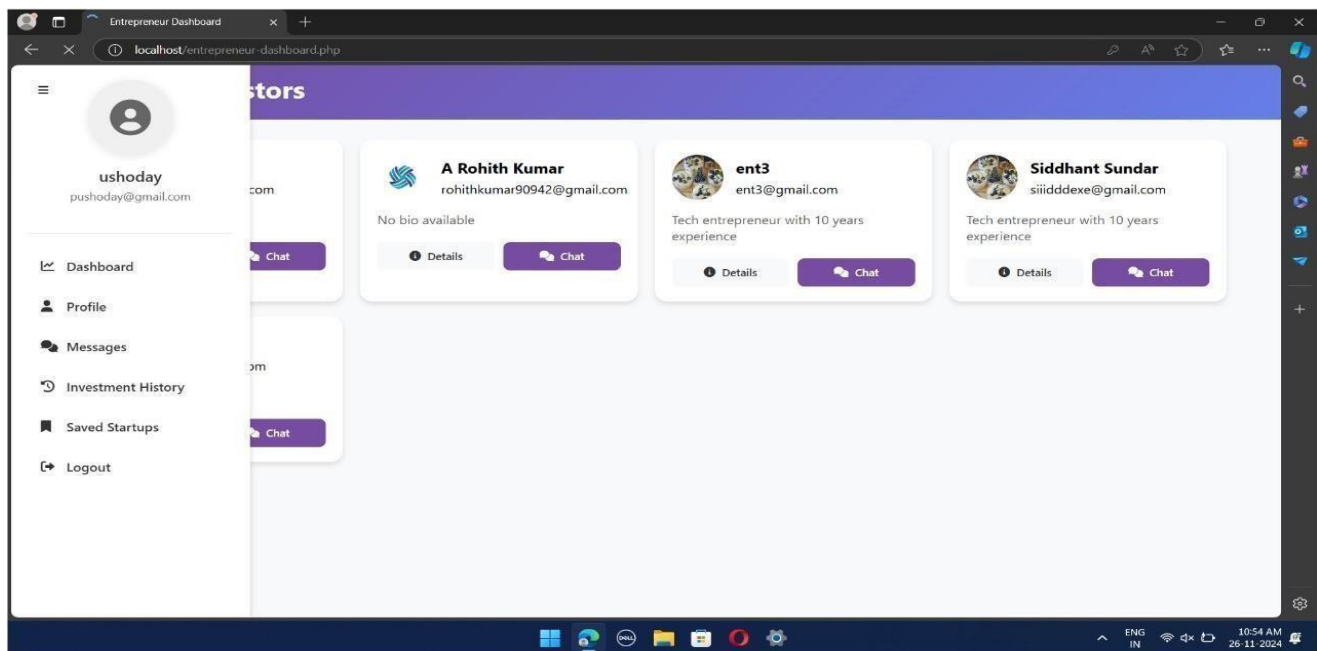 Entrepreneur Dashboard
localhost/entrepreneur-dashboard.php
stors
ushoday
pushoday@gmail.com
Dashboard
Profile
Messages
Investment History
Saved Startups
Logout
com
Chat
A Rohith Kumar
rohithkumar90942@gmail.com
No bio available
Details
Chat
ent3
ent3@gmail.com
Tech entrepreneur with 10 years
experience
Details
Chat
Siddhant Sundar
siiidddexe@gmail.com
Tech entrepreneur with 10 years
experience
Details
Chat
om
Chat
DELL
ENG
IN
10:54 AM
26-11-2024